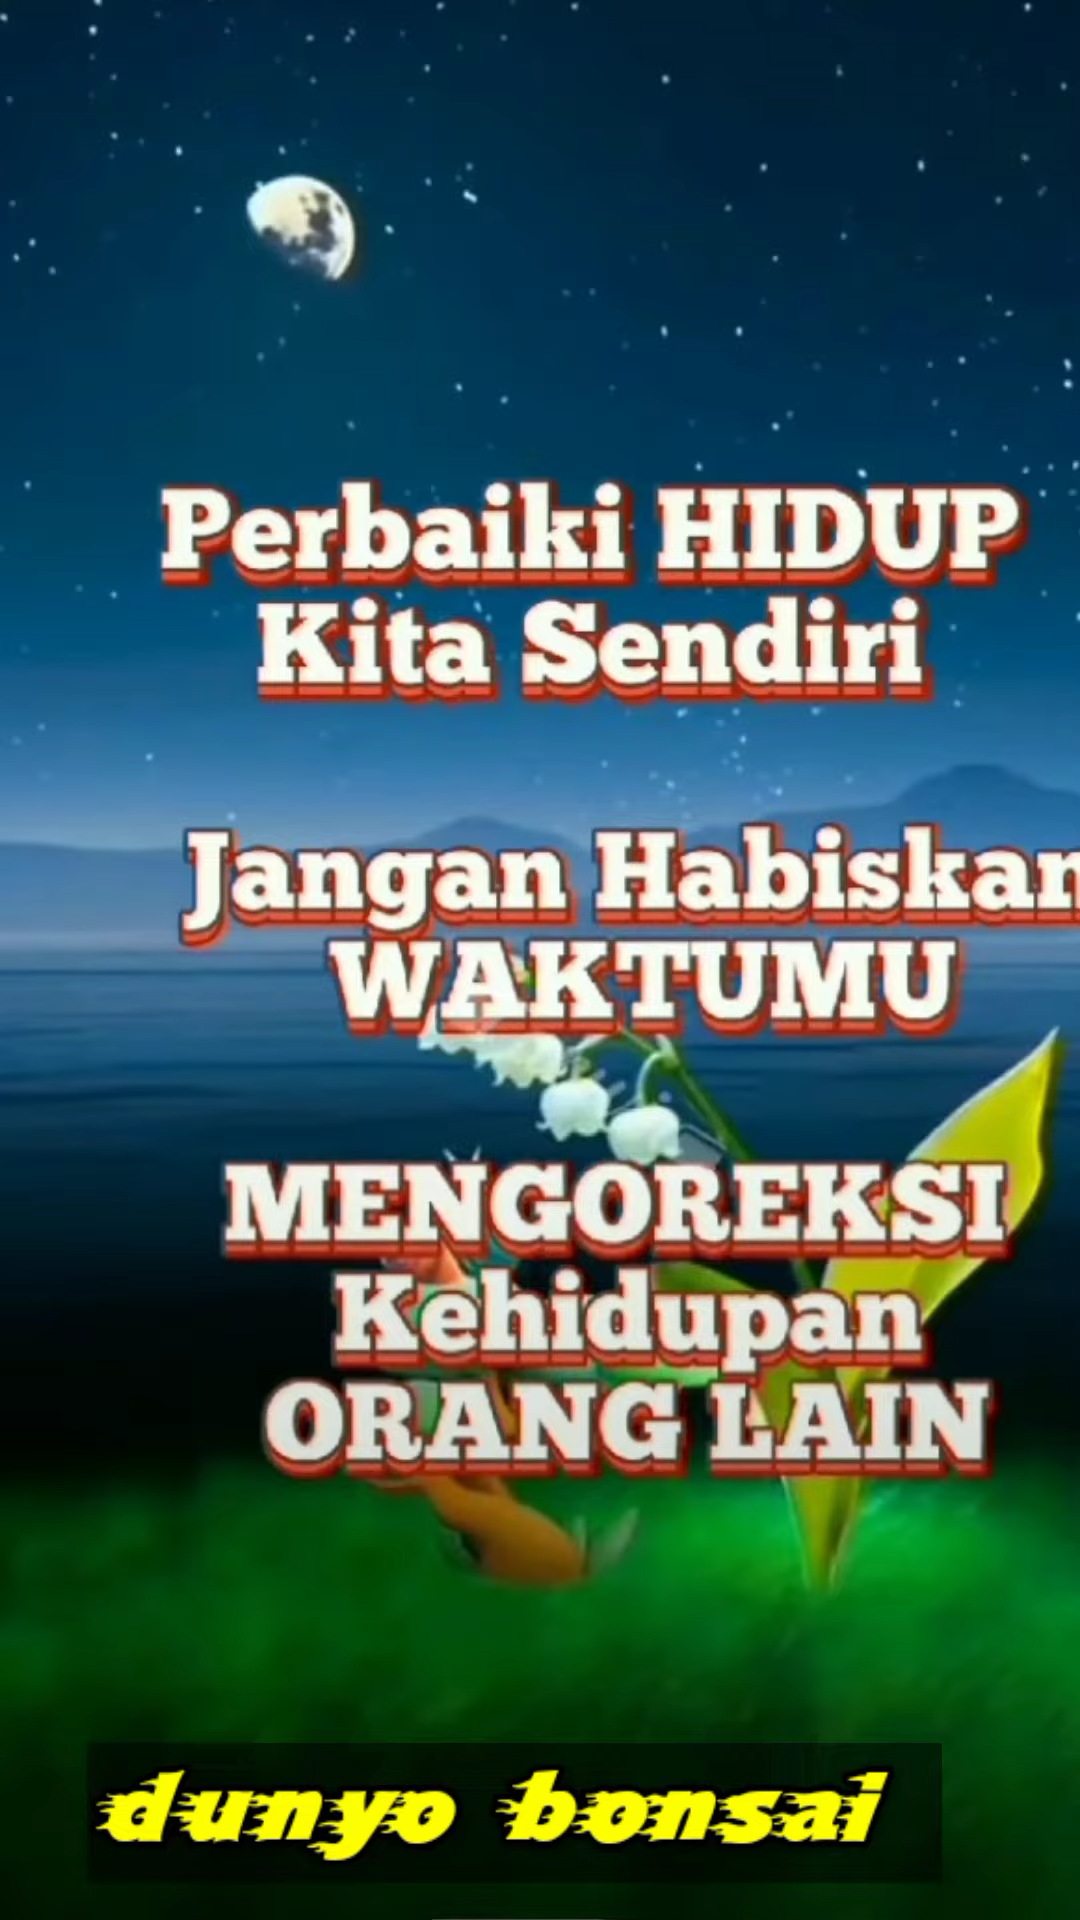 Perbaiki HIDUP
Kita Sendiri
Jangan Habiskan
WAKTUMU
MENGOREKSI
Kehidupan
ORANG LAIN
dunyo bonsai